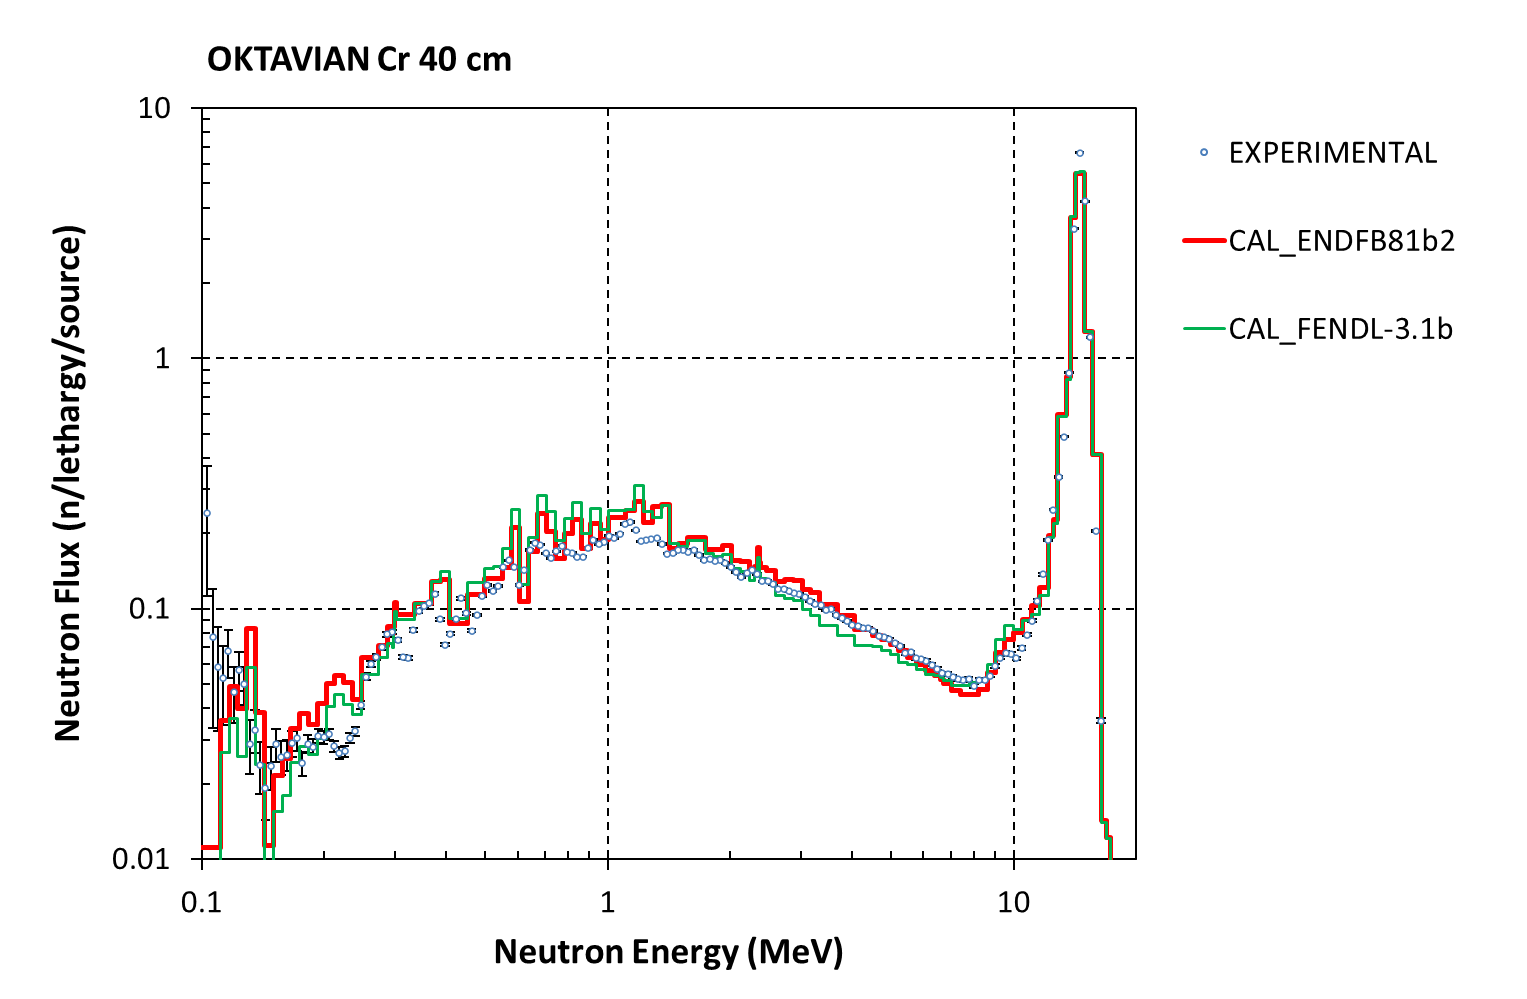 OKTAVIAN Cr 40 cm
10
1
0.1
0.01
0.1
1
10
Neutron Flux (n/lethargy/source)
Neutron Energy (MeV)
EXPERIMENTAL
CAL_ENDFB81b2
CAL_FENDL-3.1b